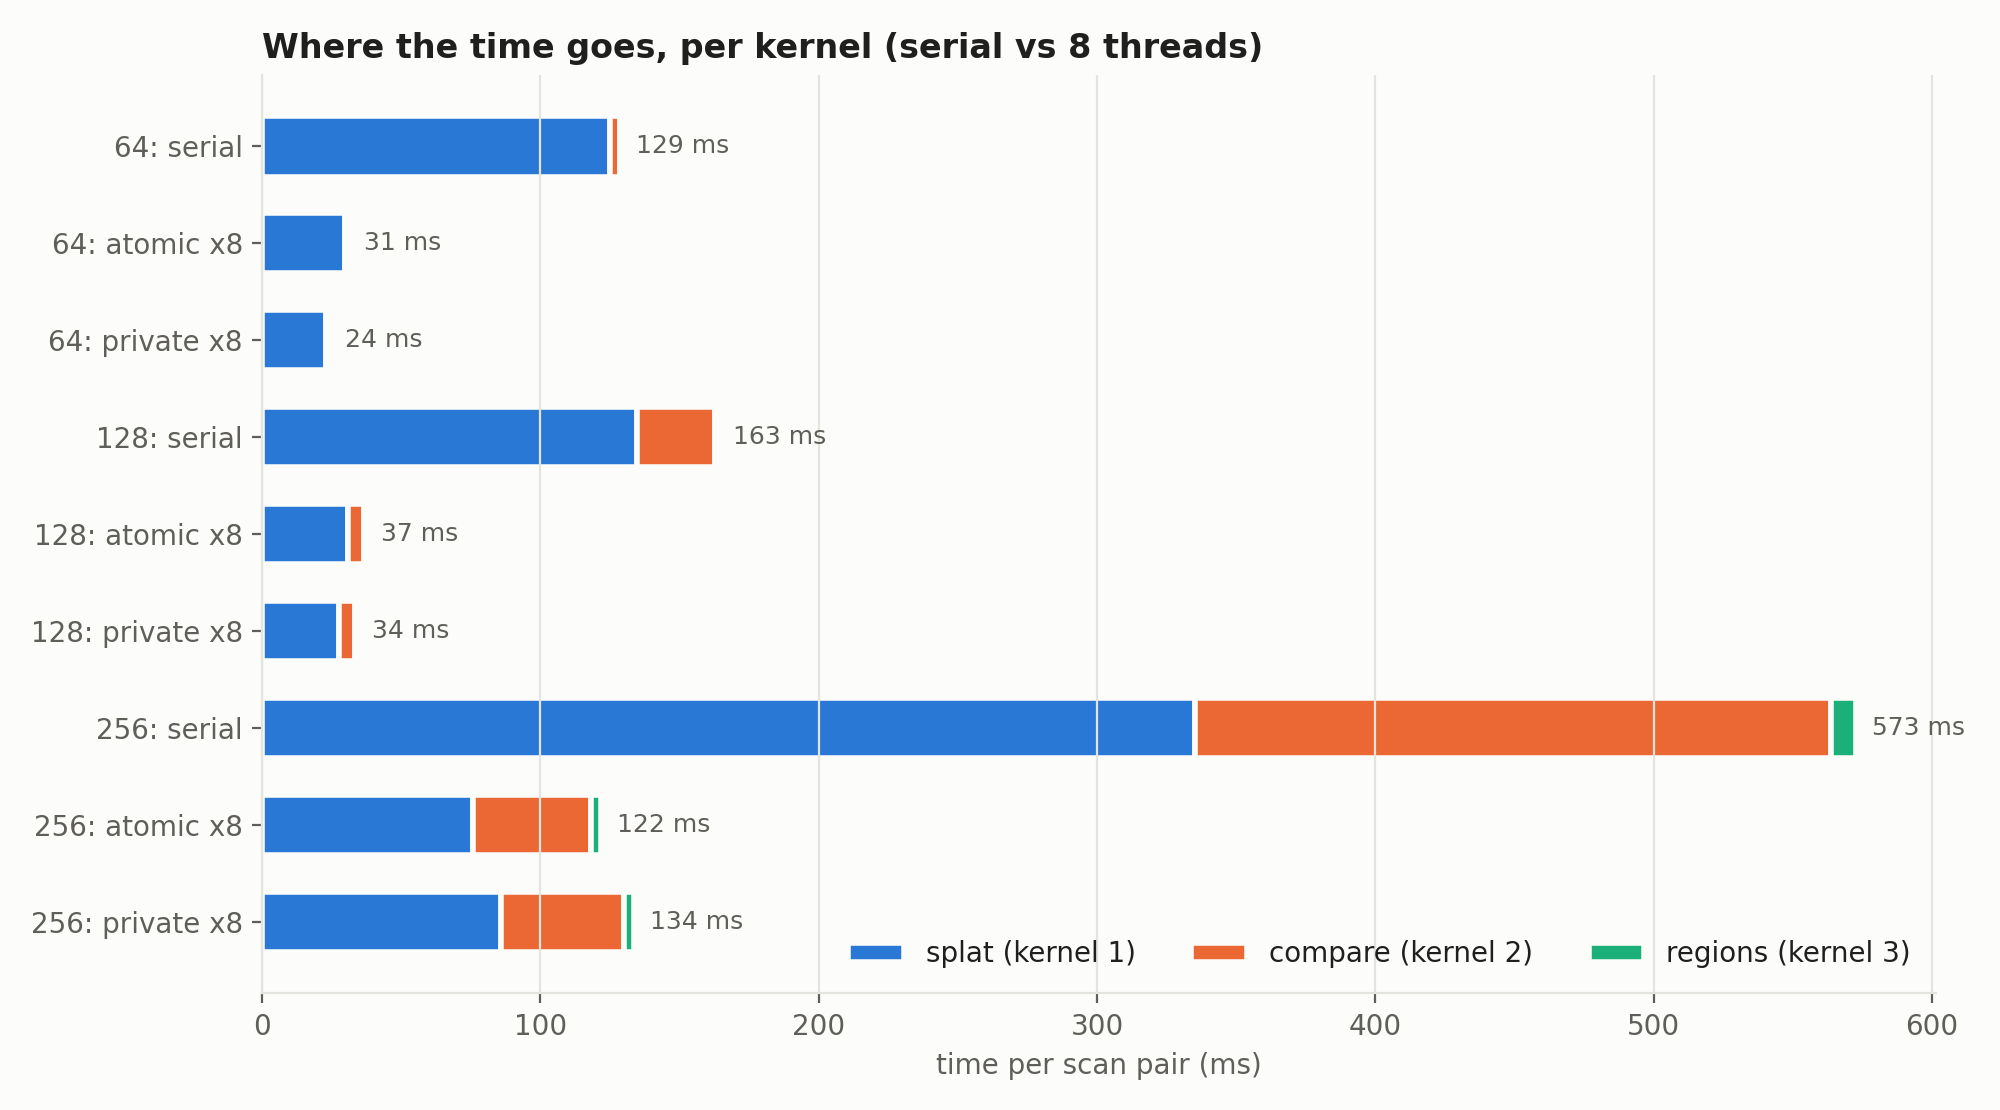 Where the time goes, per kernel (serial vs 8 threads)
64: serial
129 ms
64: atomic x8
31 ms
64: private x8
24 ms
128: serial
163 ms
128: atomic x8
37 ms
128: private x8
34 ms
256: serial
573 ms
256: atomic x8
122 ms
256: private x8
134 ms
splat (kernel 1)
compare (kernel 2)
regions (kernel 3)
0 100 200 300 400 500 600
time per scan pair (ms)